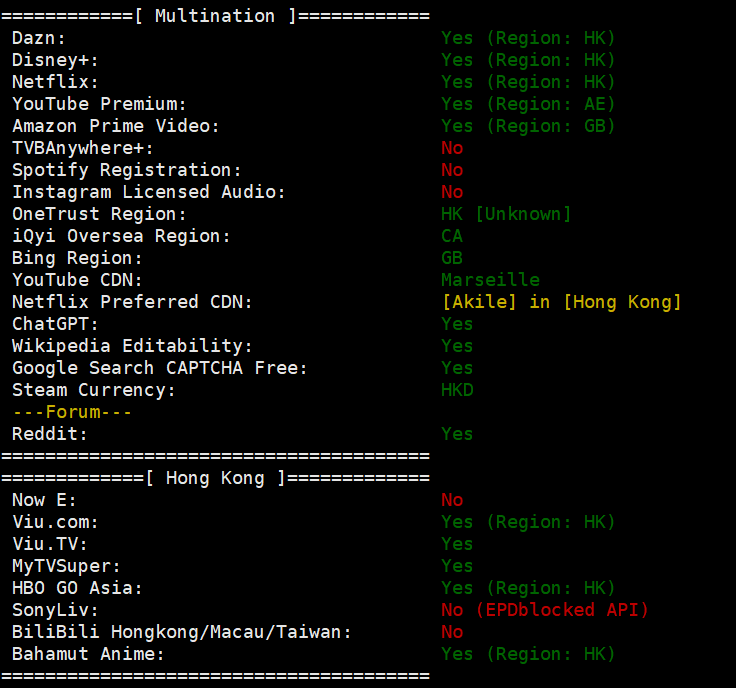 ============[ Multination ]============
Dazn: Yes (Region: HK)
Disney+: Yes (Region: HK)
Netflix: Yes (Region: HK)
YouTube Premium: Yes (Region: AE)
Amazon Prime Video: Yes (Region: GB)
TVBAnywhere+: No
Spotify Registration: No
Instagram Licensed Audio: No
OneTrust Region: HK [Unknown]
iQyi Oversea Region: CA
Bing Region: GB
YouTube CDN: Marseille
Netflix Preferred CDN: [Akile] in [Hong Kong]
ChatGPT: Yes
Wikipedia Editability: Yes
Google Search CAPTCHA Free: Yes
Steam Currency: HKD
---Forum---
Reddit: Yes
=======================================
=============[ Hong Kong ]=============
Now E: No
Viu.com: Yes (Region: HK)
Viu.TV: Yes
MyTVSuper: Yes
HBO GO Asia: Yes (Region: HK)
SonyLiv: No (EPDblocked API)
BiliBili Hongkong/Macau/Taiwan: No
Bahamut Anime: Yes (Region: HK)
=======================================